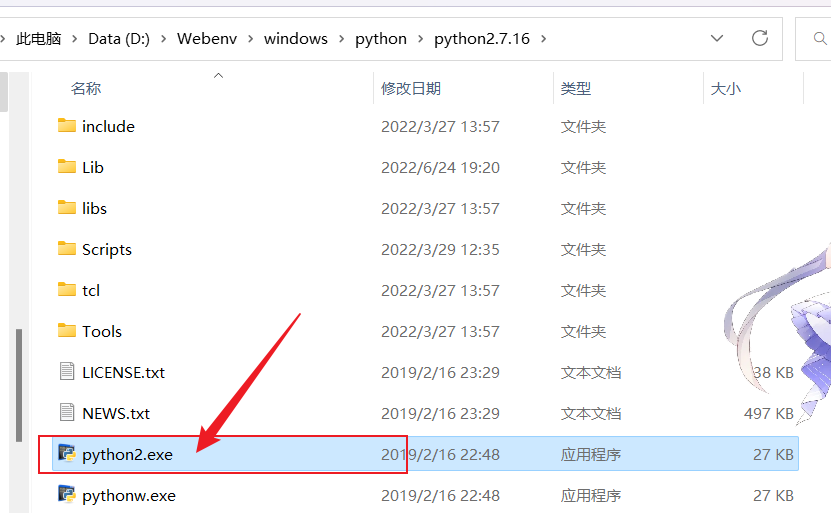 此电脑 > Data (D:) > Webenv > windows > python > python2.7.16 >
名称 修改日期 类型 大小
include 2022/3/27 13:57 文件夹
Lib 2022/6/24 19:20 文件夹
libs 2022/3/27 13:57 文件夹
Scripts 2022/3/29 12:35 文件夹
tcl 2022/3/27 13:57 文件夹
Tools 2022/3/27 13:57 文件夹
LICENSE.txt 2019/2/16 23:29 文本文档 38 KB
NEWS.txt 2019/2/16 23:29 文本文档 497 KB
python2.exe 2019/2/16 22:48 应用程序 27 KB
pythonw.exe 2019/2/16 22:48 应用程序 27 KB